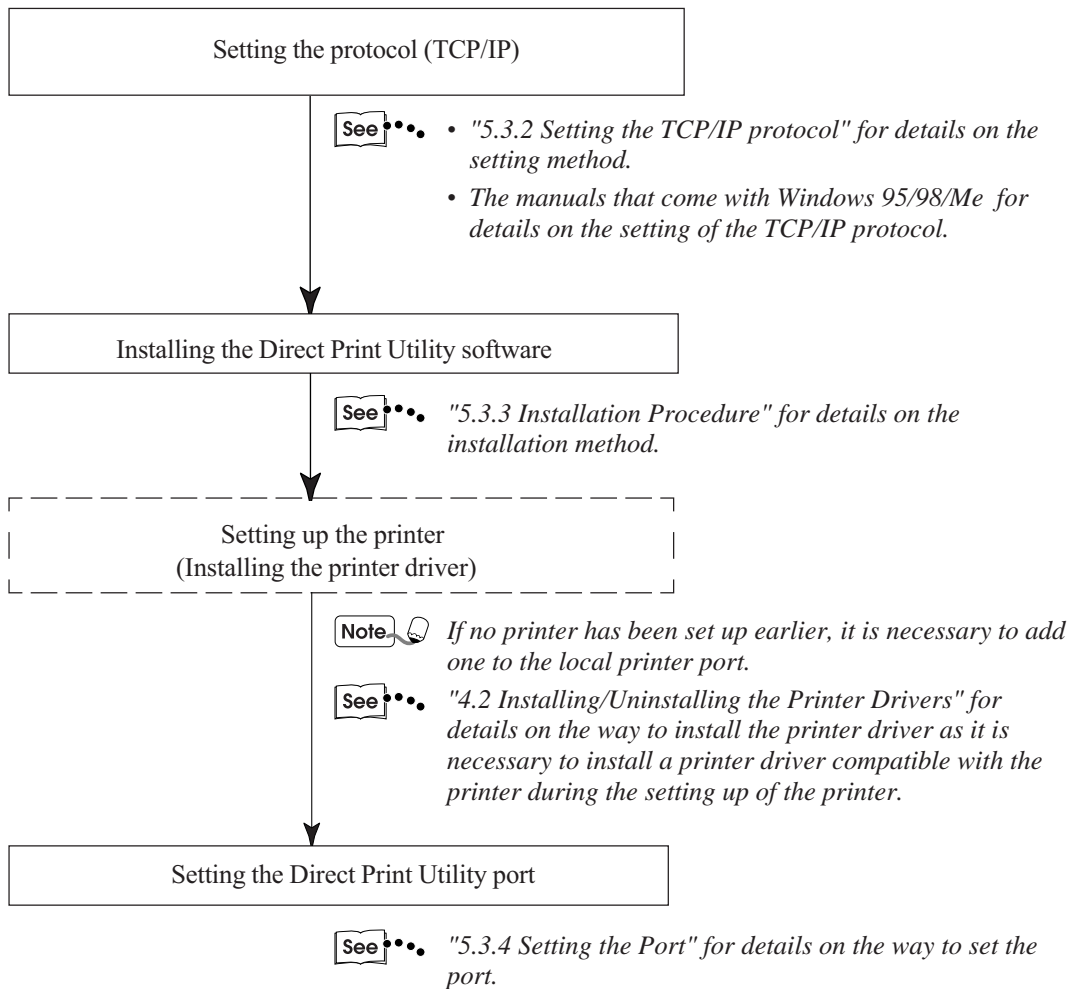 Setting the protocol (TCP/IP)
See
• "5.3.2 Setting the TCP/IP protocol" for details on the
setting method.
• The manuals that come with Windows 95/98/Me for
details on the setting of the TCP/IP protocol.
Installing the Direct Print Utility software
See
"5.3.3 Installation Procedure" for details on the
installation method.
Setting up the printer
(Installing the printer driver)
Note
If no printer has been set up earlier, it is necessary to add
one to the local printer port.
See
"4.2 Installing/Uninstalling the Printer Drivers" for
details on the way to install the printer driver as it is
necessary to install a printer driver compatible with the
printer during the setting up of the printer.
Setting the Direct Print Utility port
See
"5.3.4 Setting the Port" for details on the way to set the
port.